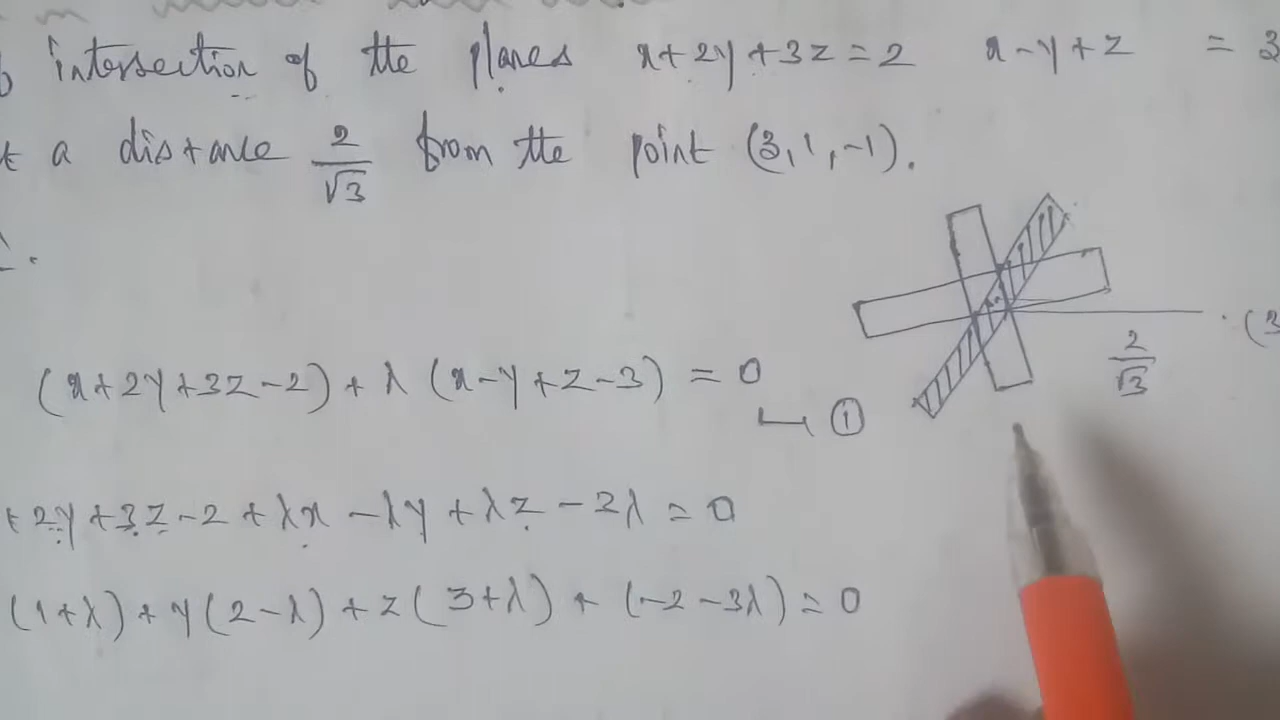 intersection of the planes x+2y+3z=2 x-y+z = 3
a distance 2/√3 from the point (3,1,-1).
(x+2y+3z-2)+λ(x-y+z-3)=0
①
2/√3
(3
+2y+3z-2+λx-λy+λz-3λ=0
(1+λ)+y(2-λ)+z(3+λ)+(-2-3λ)=0